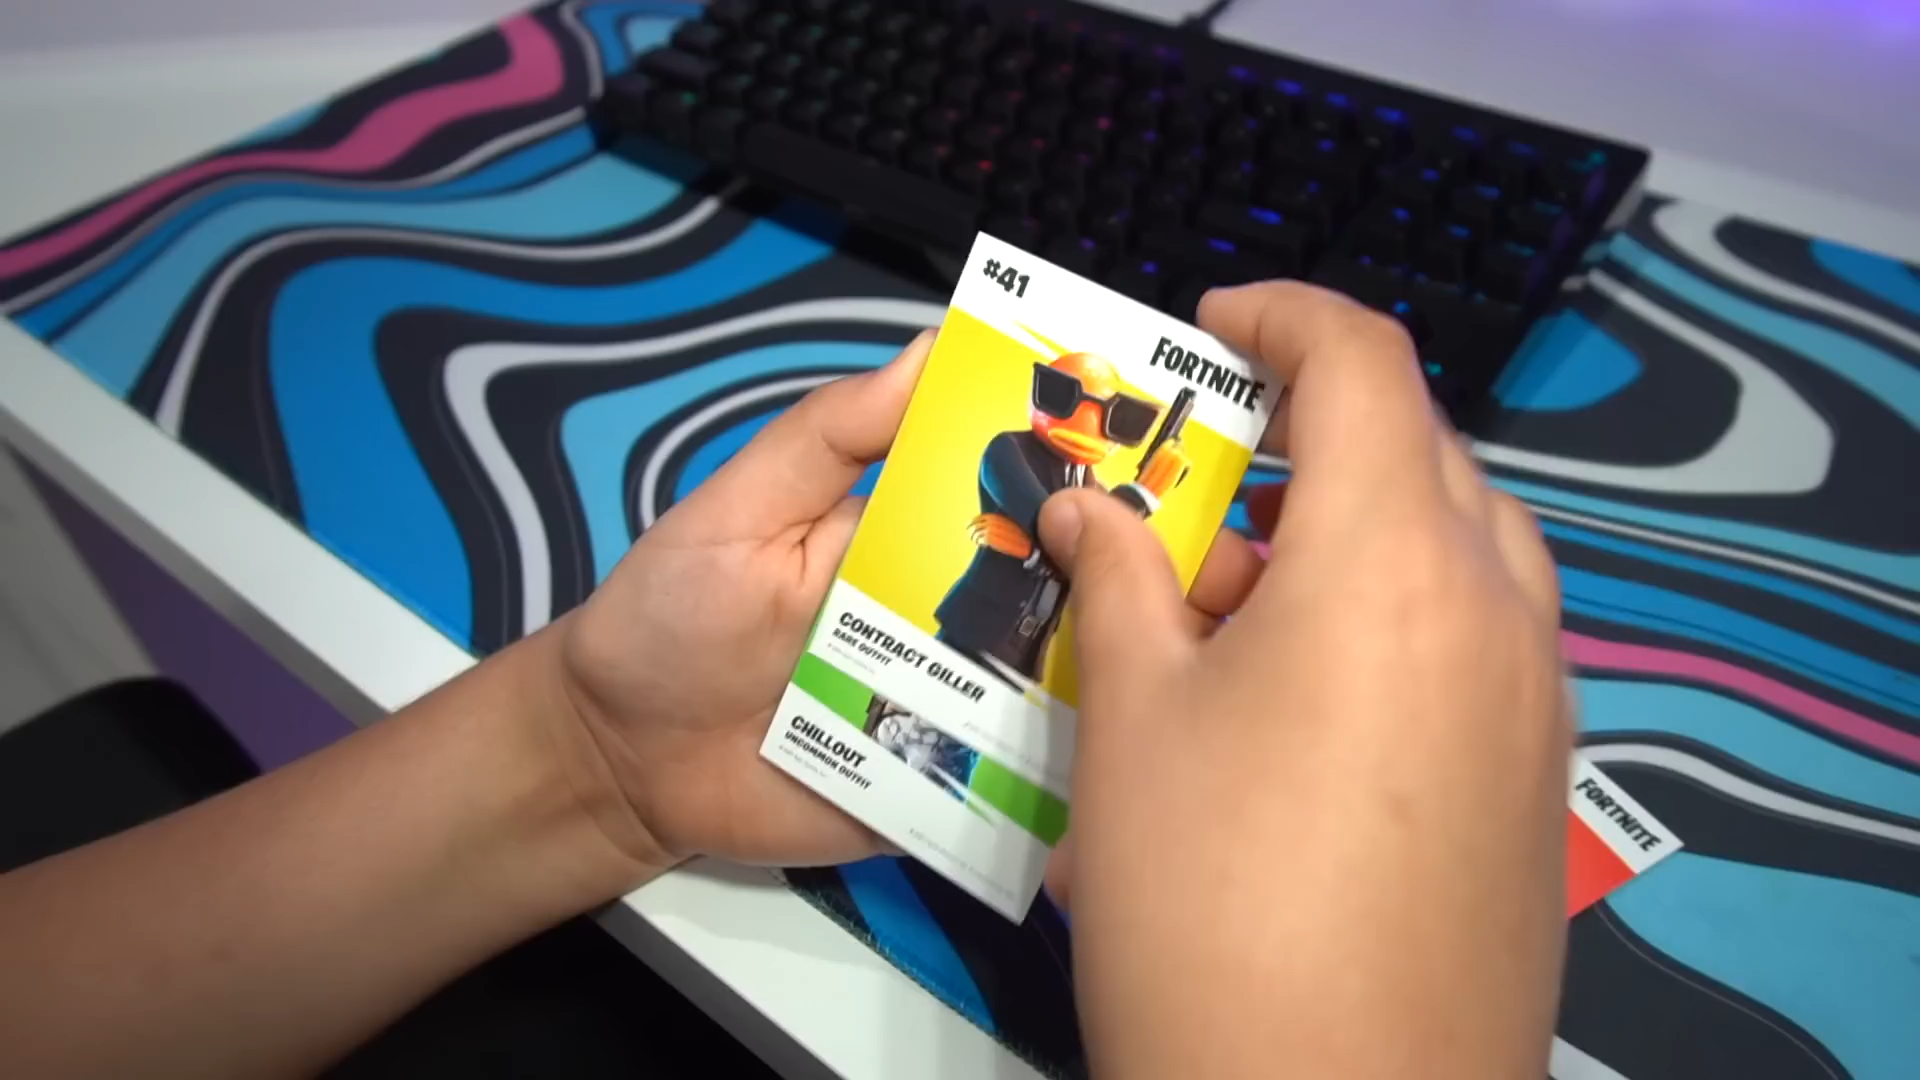 #41
FORTNITE
CONTRACT GILLER
RARE OUTFIT
CHILLOUT
UNCOMMON OUTFIT
FORTNITE